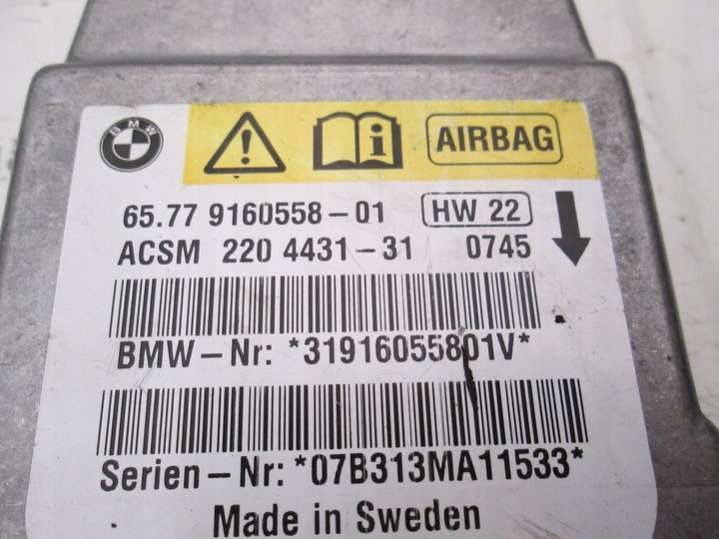 BMW
i
AIRBAG
65.77 9160558-01 HW 22
ACSM 220 4431-31 0745
BMW-Nr: *31916055801V*
Serien-Nr: *07B313MA11533*
Made in Sweden